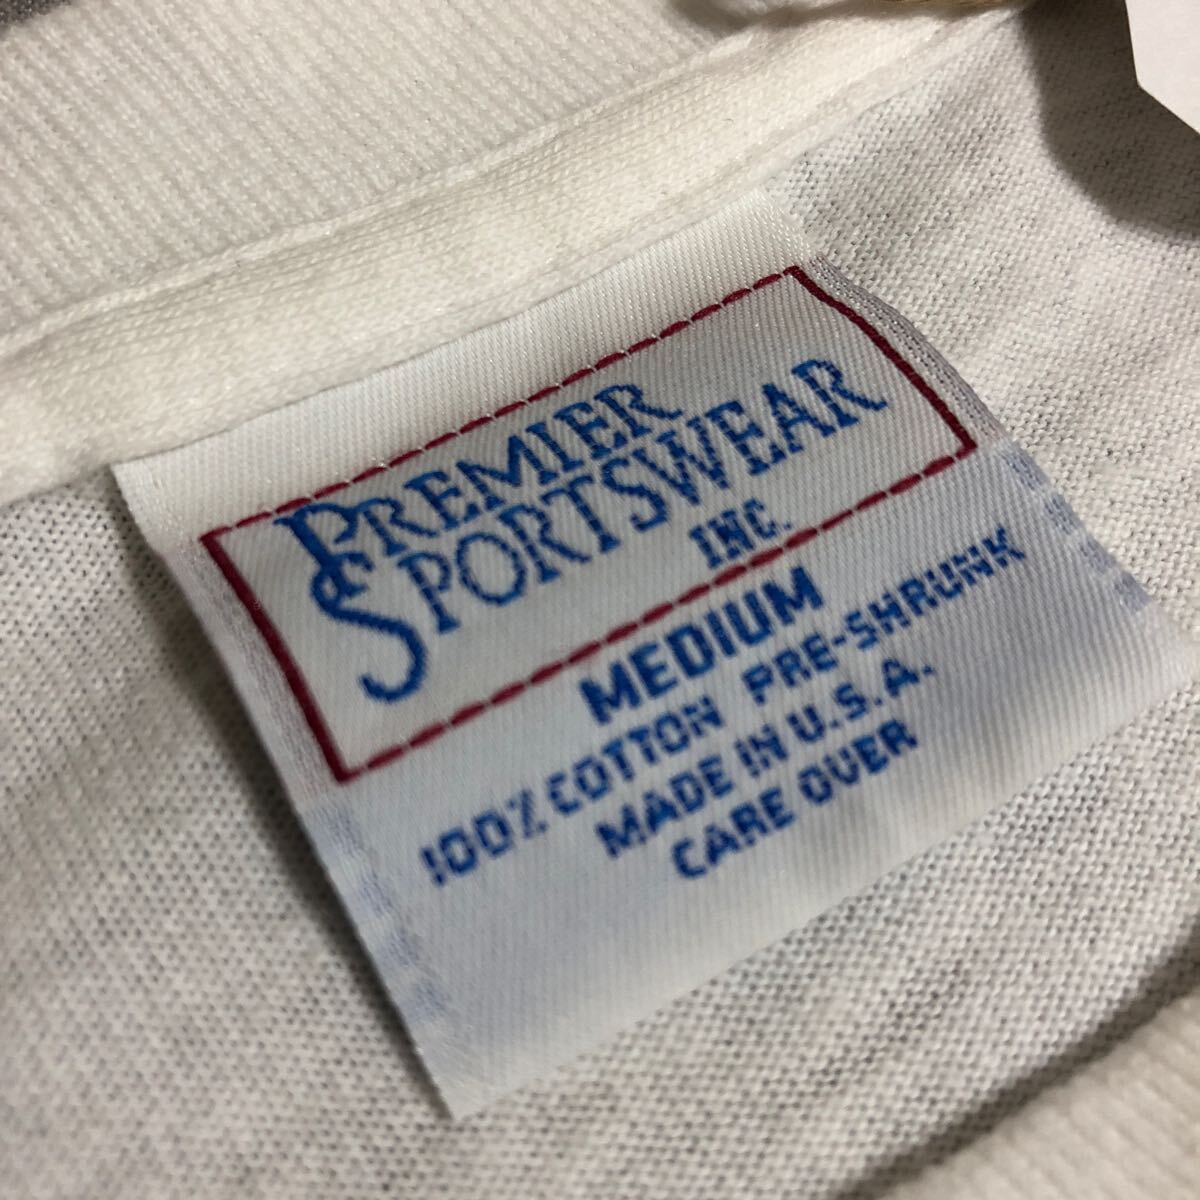 PREMIER
SPORTSWEAR
INC.
MEDIUM
100% COTTON PRE-SHRUNK
MADE IN U.S.A.
CARE OVER